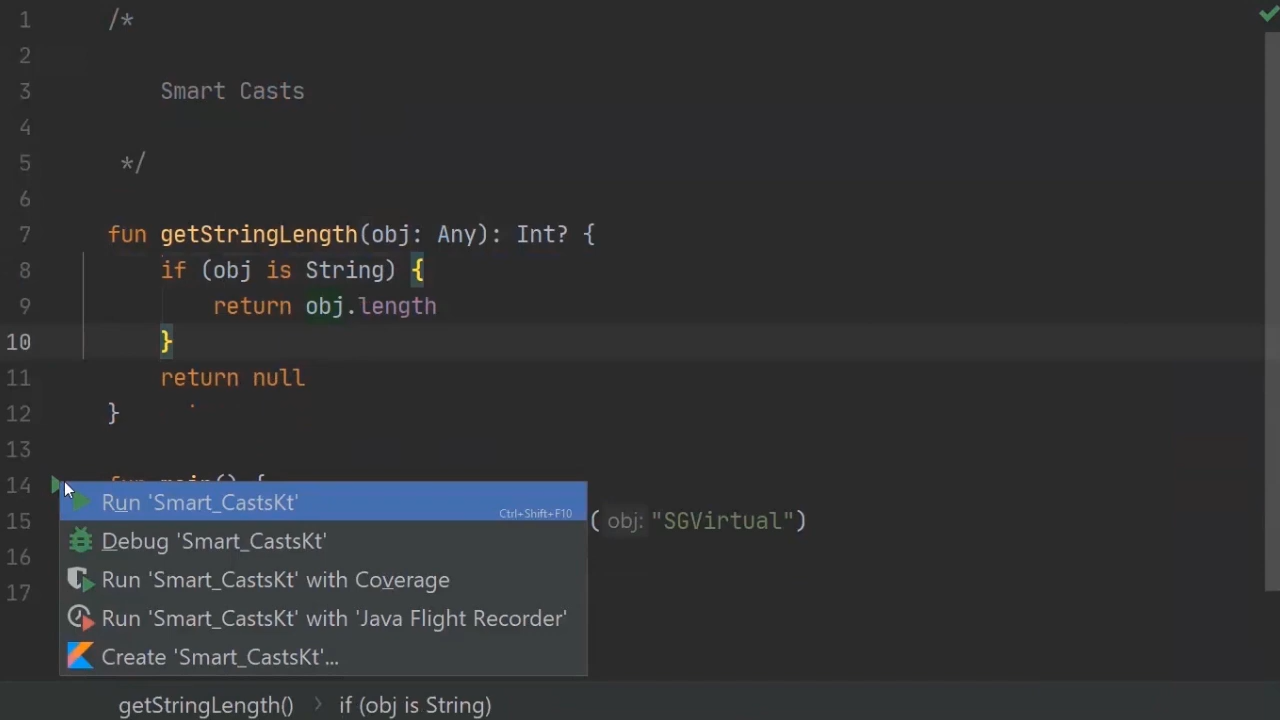 1 /*
2
3 Smart Casts
4
5 */
6
7 fun getStringLength(obj: Any): Int? {
8 if (obj is String) {
9 return obj.length
10 }
11 return null
12 }
13
14 fun main() {
Run 'Smart_CastsKt' Ctrl+Shift+F10
15 ( obj: "SGVirtual")
Debug 'Smart_CastsKt'
16
Run 'Smart_CastsKt' with Coverage
17
Run 'Smart_CastsKt' with 'Java Flight Recorder'
Create 'Smart_CastsKt'...
getStringLength() > if (obj is String)